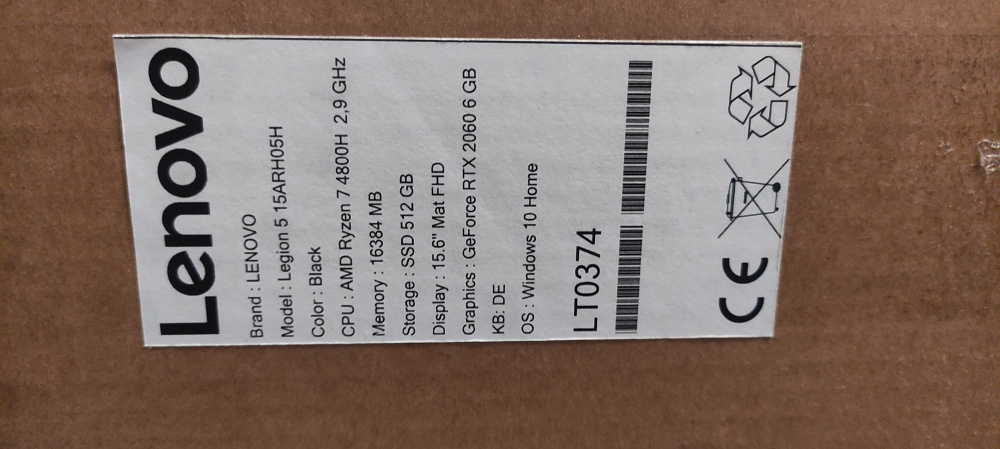 Lenovo
Brand : LENOVO
Model : Legion 5 15ARH05H
Color : Black
CPU : AMD Ryzen 7 4800H 2,9 GHz
Memory : 16384 MB
Storage : SSD 512 GB
Display : 15.6" Mat FHD
Graphics : GeForce RTX 2060 6 GB
KB: DE
OS : Windows 10 Home
LT0374
CE